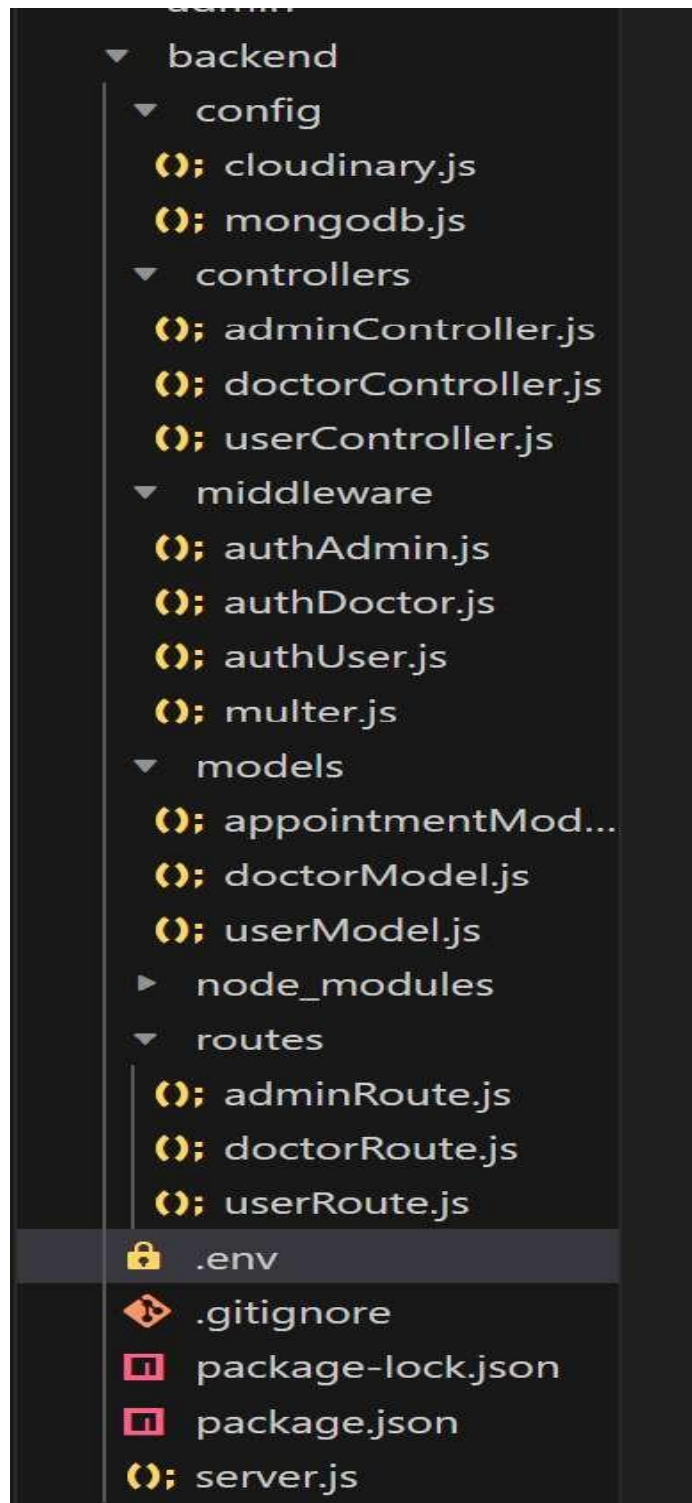 admin
backend
config
cloudinary.js
mongodb.js
controllers
adminController.js
doctorController.js
userController.js
middleware
authAdmin.js
authDoctor.js
authUser.js
multer.js
models
appointmentMod...
doctorModel.js
userModel.js
node_modules
routes
adminRoute.js
doctorRoute.js
userRoute.js
.env
.gitignore
package-lock.json
package.json
server.js